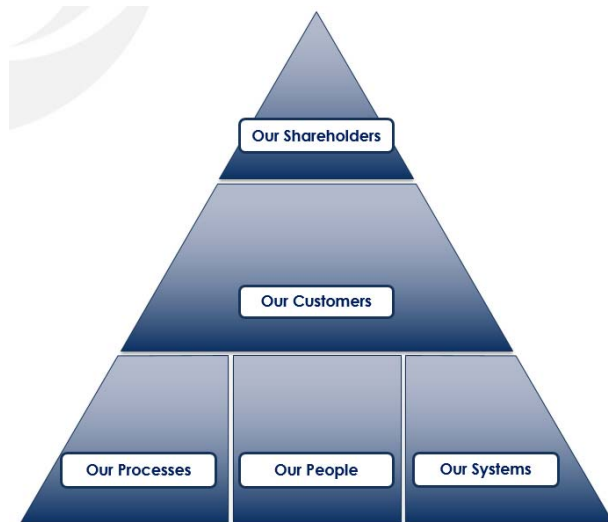 Our Shareholders
Our Customers
Our Processes
Our People
Our Systems